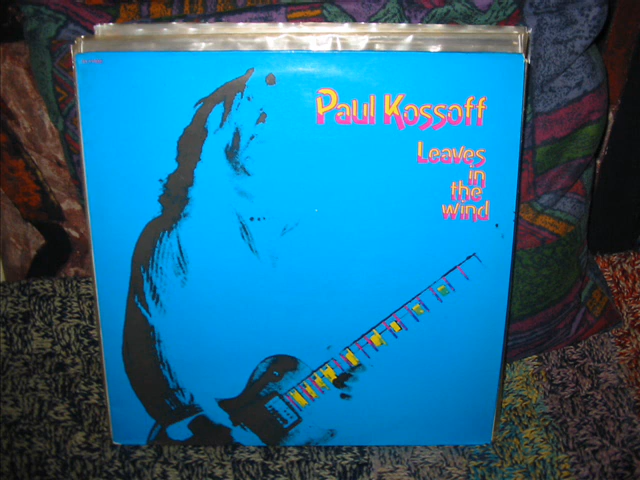 Paul Kossoff
Leaves
in
the
wind